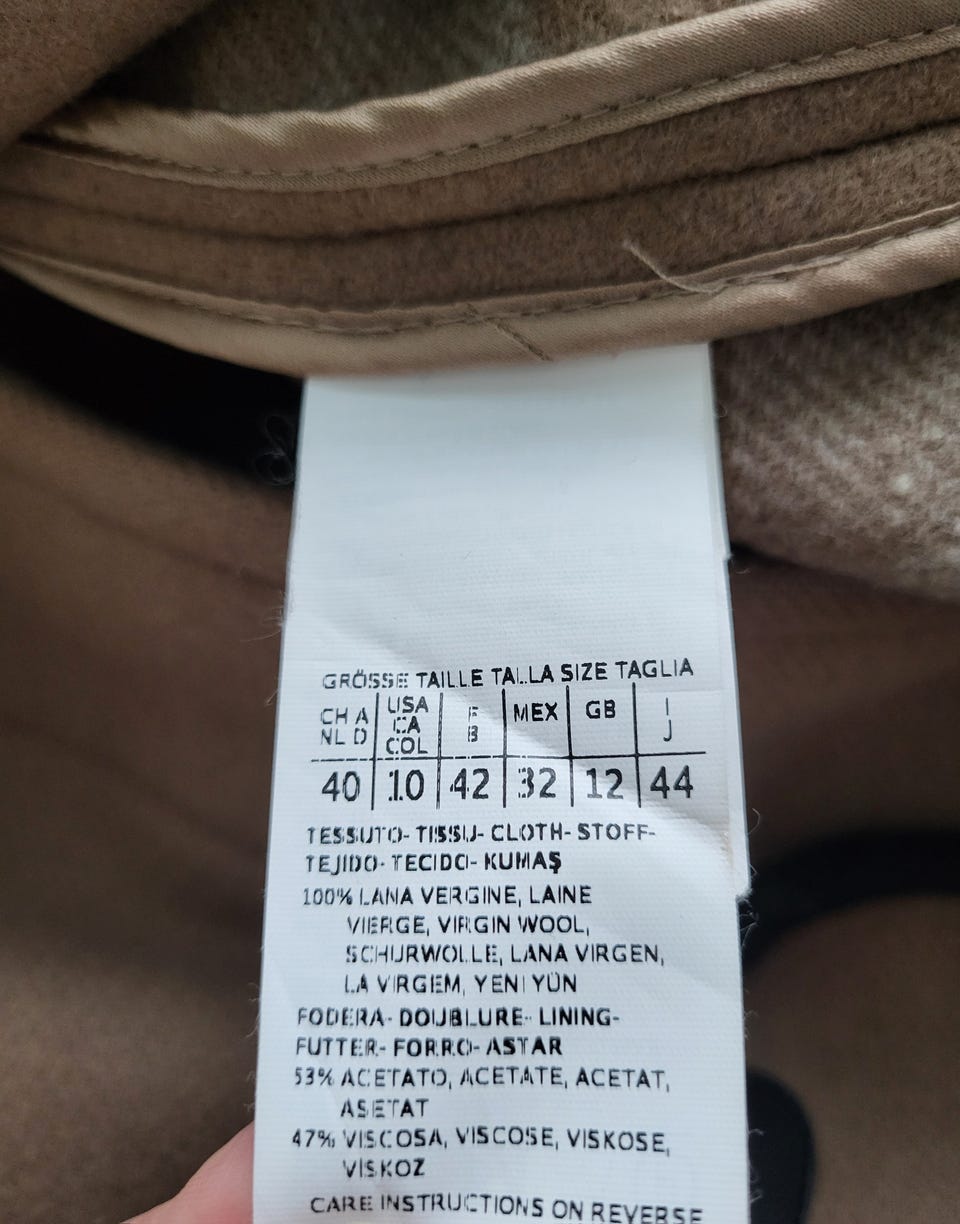 GRÖSSE TAILLE TALLA SIZE TAGLIA
CH A NL D USA CA COL F B MEX GB I J
40 10 42 32 12 44
TESSUTO- TISSU- CLOTH- STOFF-
TEJIDO- TECIDO- KUMAŞ
100% LANA VERGINE, LAINE
VIERGE, VIRGIN WOOL,
SCHURWOLLE, LANA VIRGEN,
LA VIRGEM, YENI YÜN
FODERA- DOUBLURE- LINING-
FUTTER- FORRO- ASTAR
53% ACETATO, ACETATE, ACETAT,
ASETAT
47% VISCOSA, VISCOSE, VISKOSE,
VISKOZ
CARE INSTRUCTIONS ON REVERSE